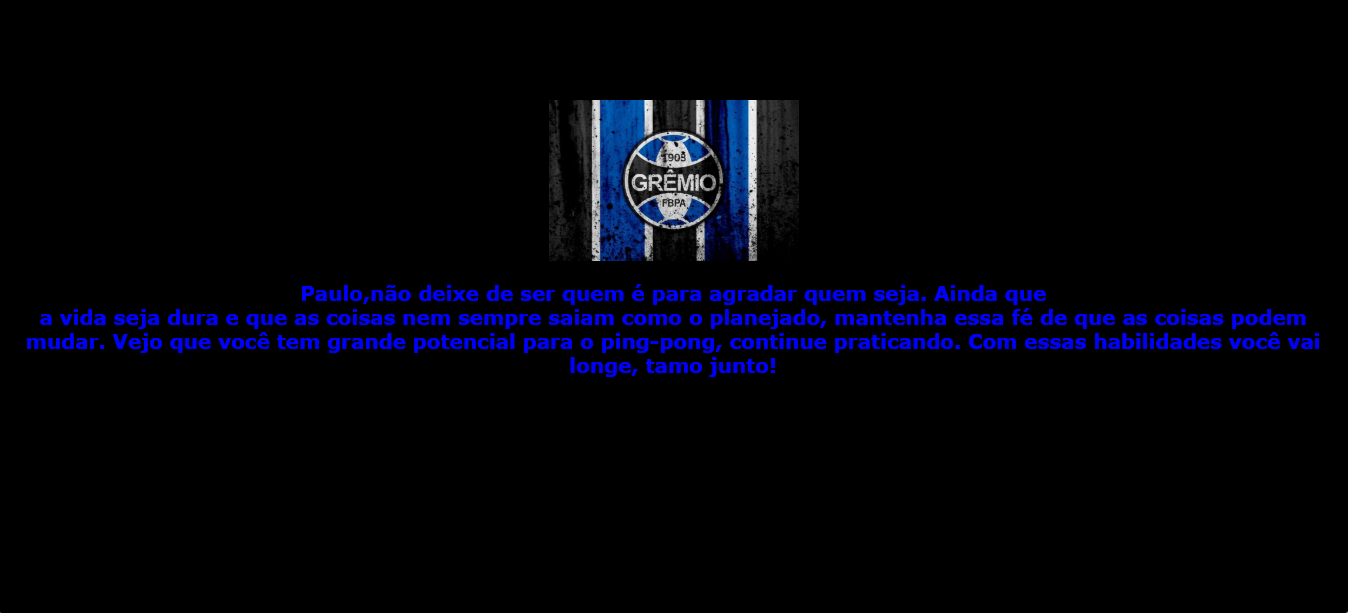 1903
GRÊMIO
FBPA
Paulo,não deixe de ser quem é para agradar quem seja. Ainda que
a vida seja dura e que as coisas nem sempre saiam como o planejado, mantenha essa fé de que as coisas podem
mudar. Vejo que você tem grande potencial para o ping-pong, continue praticando. Com essas habilidades você vai
longe, tamo junto!